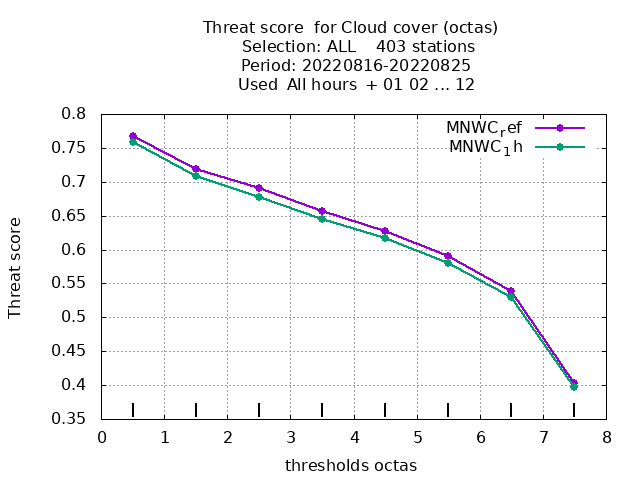 Threat score  for Cloud cover (octas)
Selection: ALL    403 stations
Period: 20220816-20220825
Used  All hours  + 01 02 ... 12
MNWC_ref
MNWC_1h
0.8
0.75
0.7
0.65
0.6
0.55
0.5
0.45
0.4
0.35
Threat score
0 1 2 3 4 5 6 7 8
thresholds octas